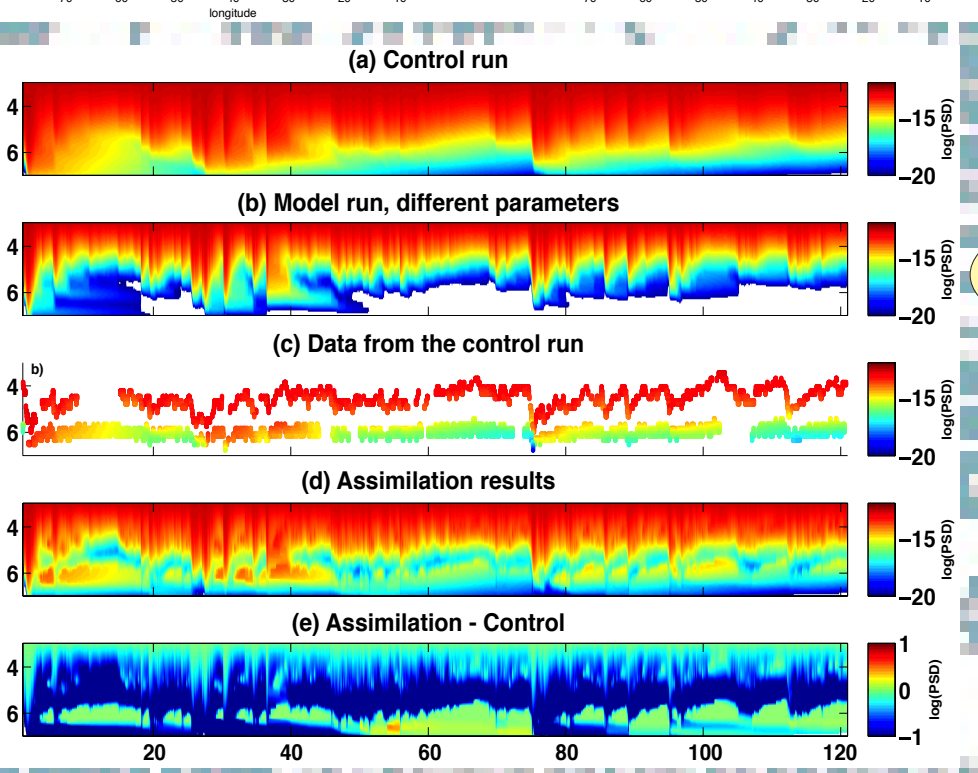 longitude
(a) Control run
4
6
−15
−20
log(PSD)
(b) Model run, different parameters
4
6
−15
−20
log(PSD)
(c) Data from the control run
b)
4
6
−15
−20
log(PSD)
(d) Assimilation results
4
6
−15
−20
log(PSD)
(e) Assimilation - Control
4
6
1
0
−1
log(PSD)
20 40 60 80 100 120